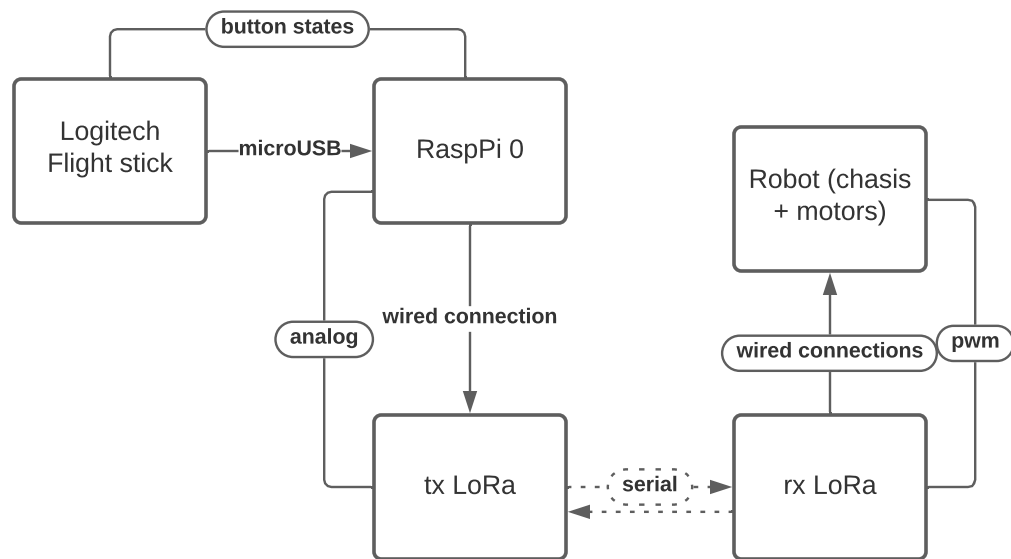 button states
Logitech
Flight stick
microUSB
RaspPi 0
Robot (chasis
+ motors)
analog
wired connection
wired connections
pwm
tx LoRa
serial
rx LoRa